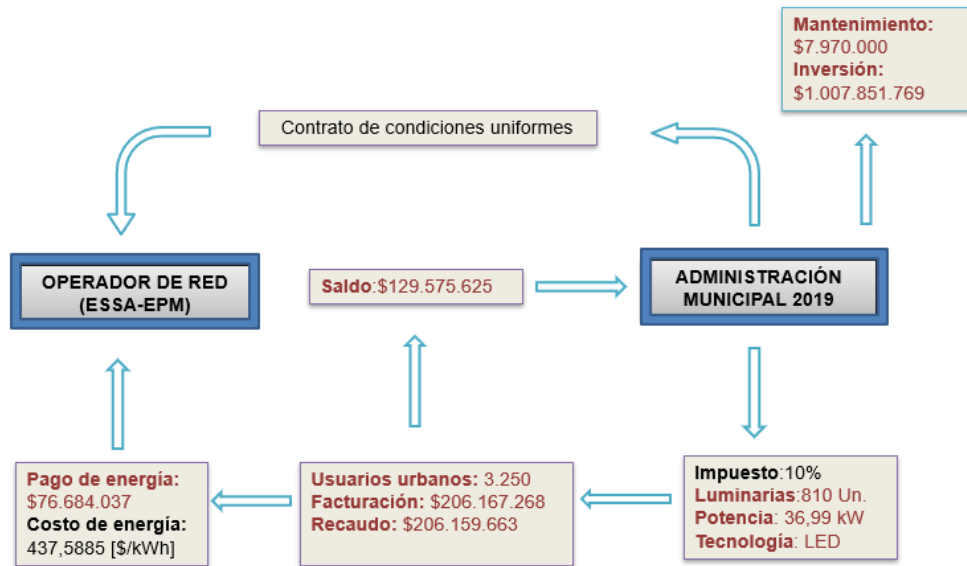 Mantenimiento:
$7.970.000
Inversión:
$1.007.851.769
Contrato de condiciones uniformes
OPERADOR DE RED
(ESSA-EPM)
Saldo:$129.575.625
ADMINISTRACIÓN
MUNICIPAL 2019
Pago de energía:
$76.684.037
Costo de energía:
437,5885 [$/kWh]
Usuarios urbanos: 3.250
Facturación: $206.167.268
Recaudo: $206.159.663
Impuesto:10%
Luminarias:810 Un.
Potencia: 36,99 kW
Tecnología: LED